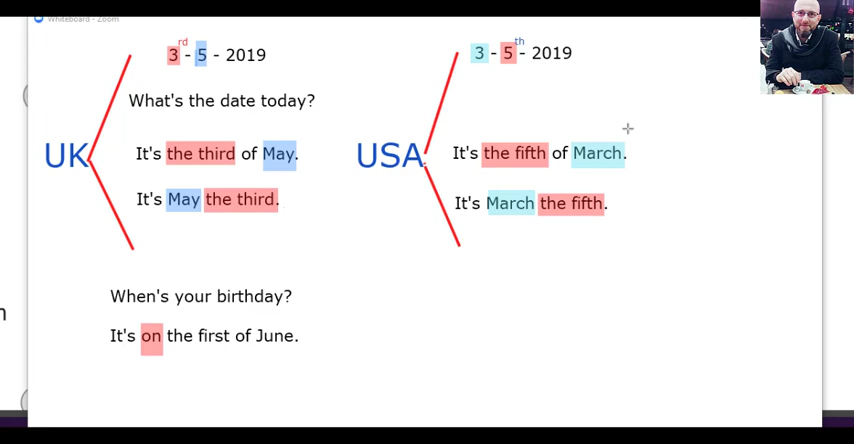 Whiteboard - Zoom
3rd - 5 - 2019
What's the date today?
UK
It's the third of May.
It's May the third.
3 - 5th - 2019
USA
It's the fifth of March.
It's March the fifth.
When's your birthday?
It's on the first of June.